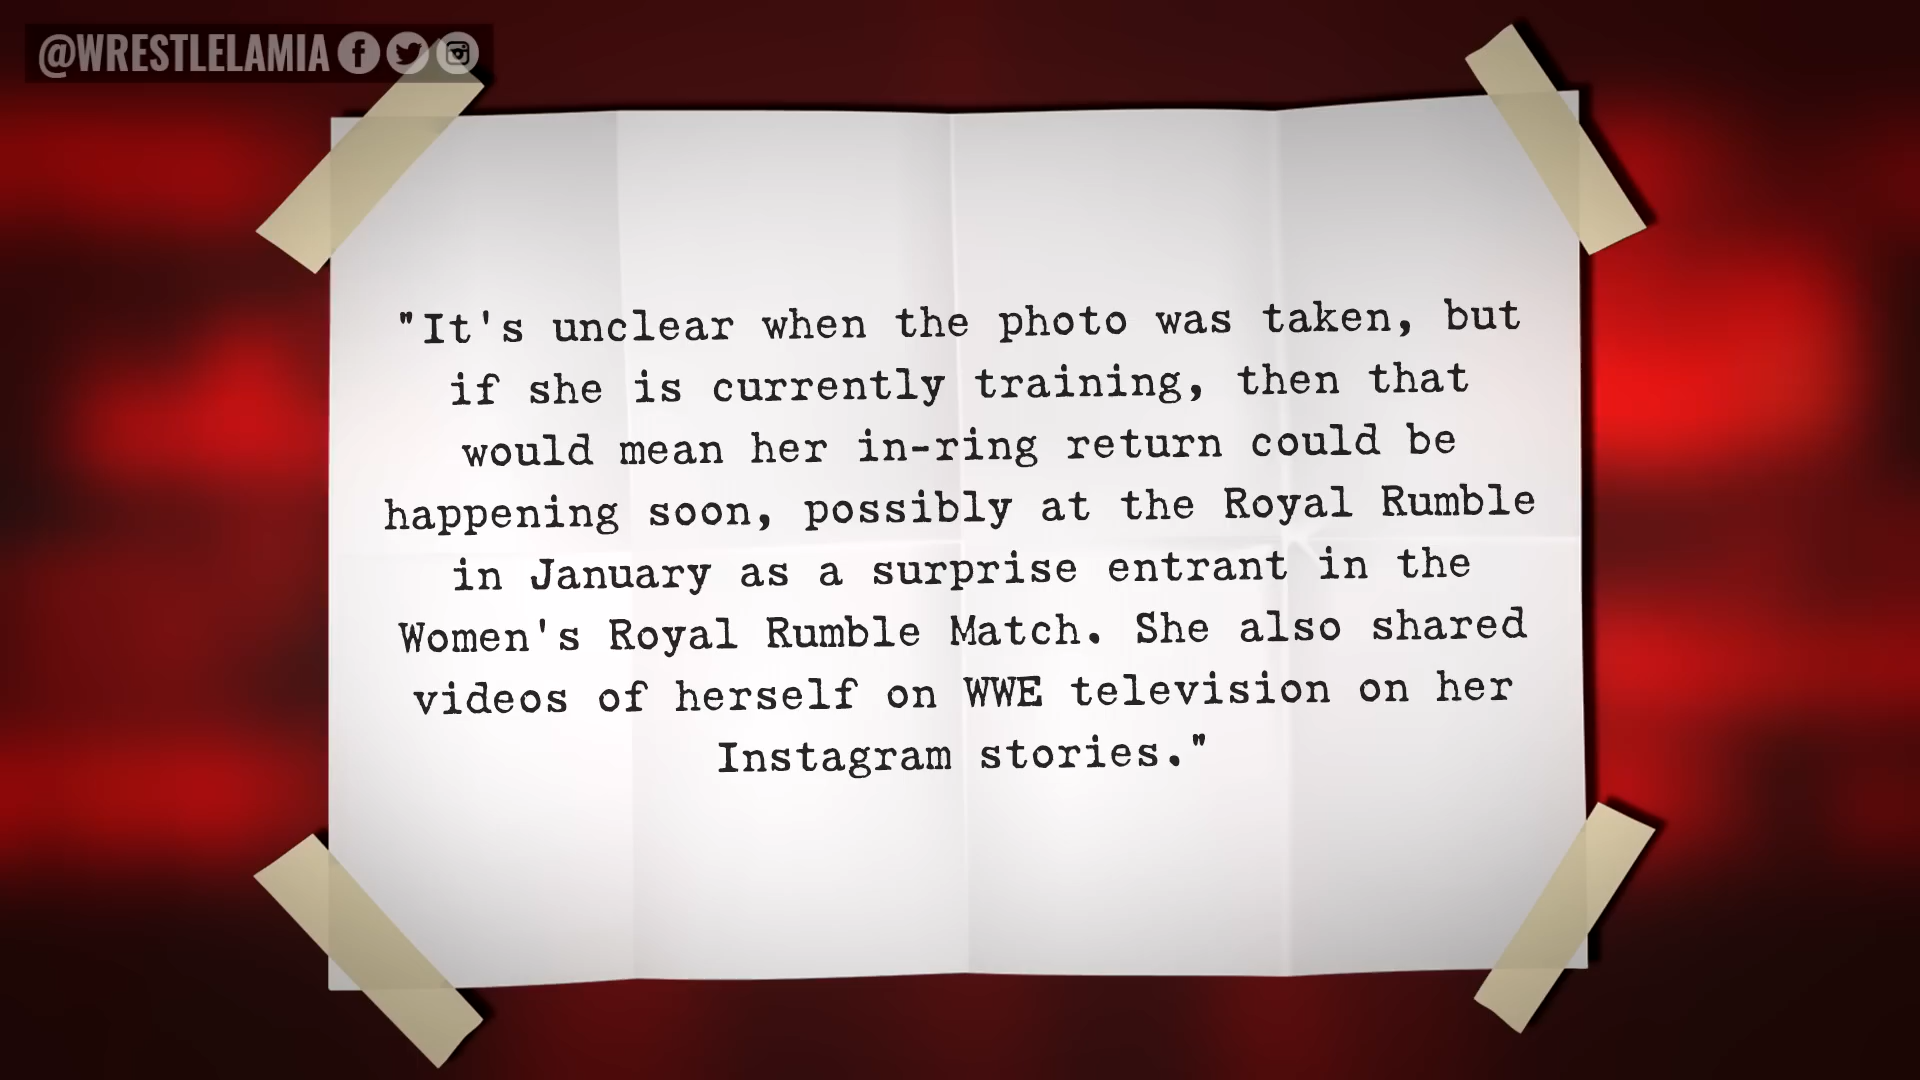 @WRESTLELAMIA
"It's unclear when the photo was taken, but
if she is currently training, then that
would mean her in-ring return could be
happening soon, possibly at the Royal Rumble
in January as a surprise entrant in the
Women's Royal Rumble Match. She also shared
videos of herself on WWE television on her
Instagram stories."